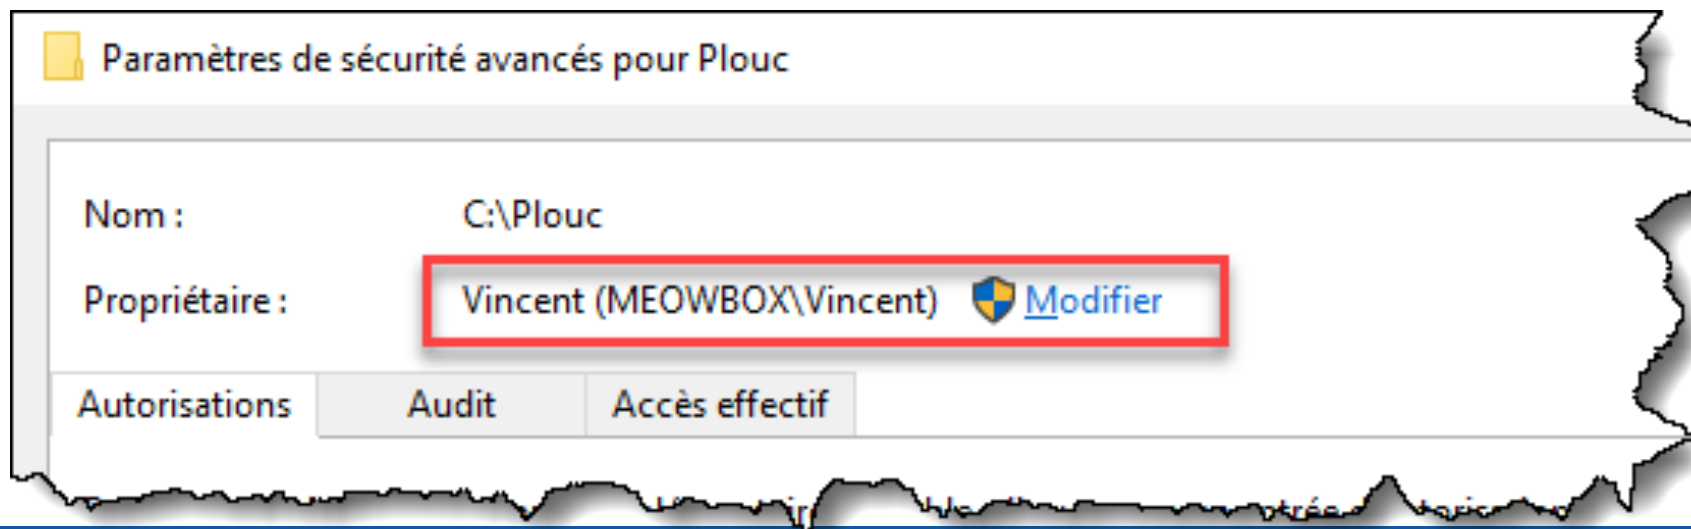 Paramètres de sécurité avancés pour Plouc
Nom : C:\Plouc
Propriétaire : Vincent (MEOWBOX\Vincent) Modifier
Autorisations Audit Accès effectif